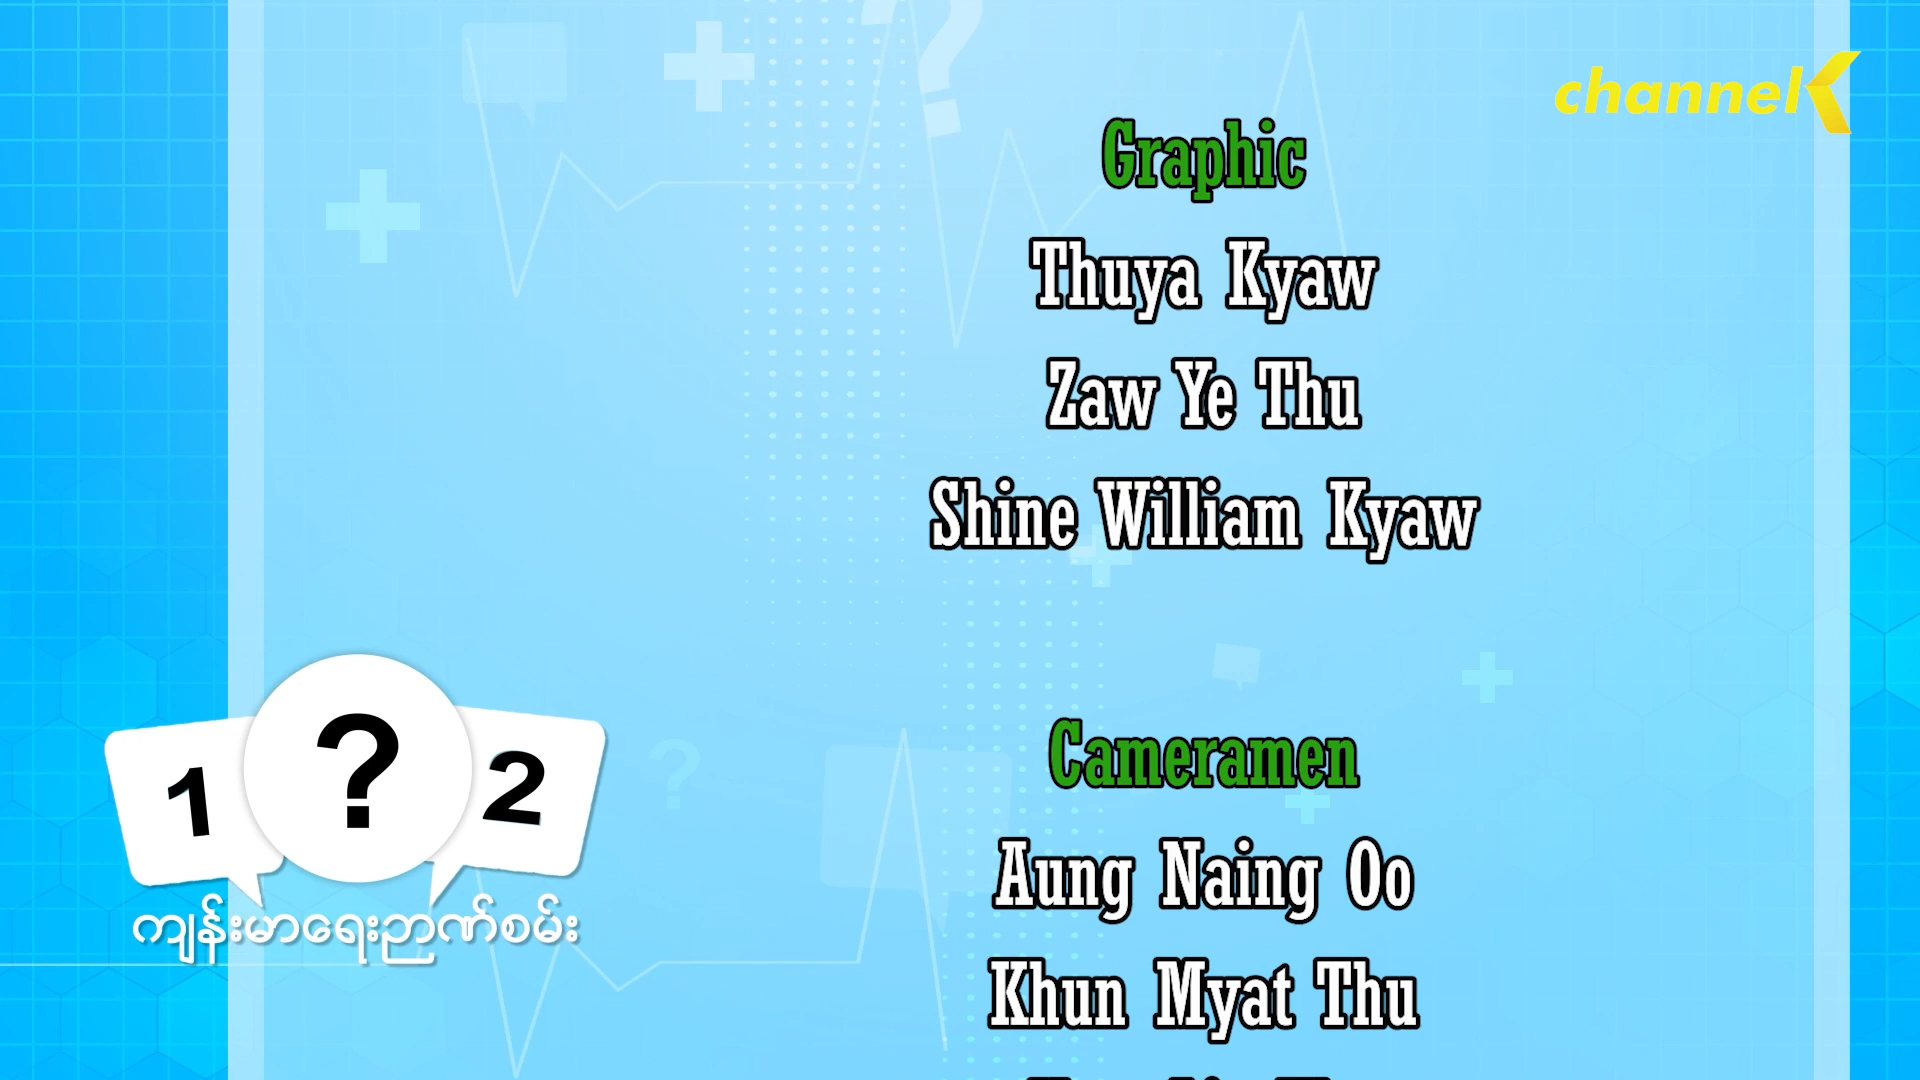 channelK
Graphic
Thuya Kyaw
Zaw Ye Thu
Shine William Kyaw
1 ? 2
ကျန်းမာရေးဉာဏ်စမ်း
Cameramen
Aung Naing Oo
Khun Myat Thu